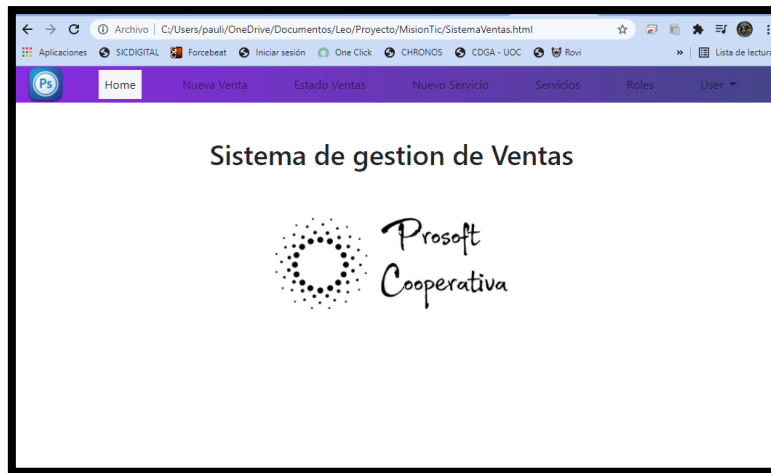 Archivo | C:/Users/pauli/OneDrive/Documentos/Leo/Proyecto/MisionTic/SistemaVentas.html
Aplicaciones SICDIGITAL Forcebeat Iniciar sesión One Click CHRONOS CDGA - UOC Rovi » Lista de lectura
Ps Home Nueva Venta Estado Ventas Nuevo Servicio Servicios Roles User
Sistema de gestion de Ventas
Prosoft
Cooperativa